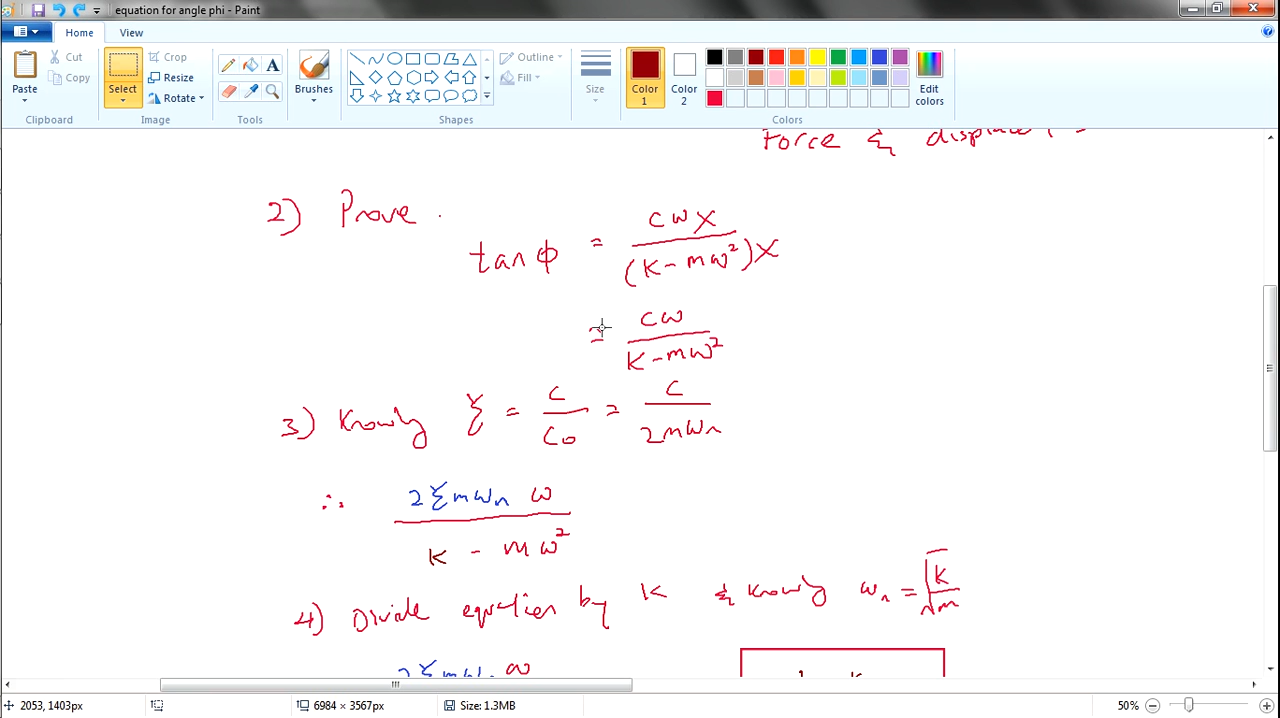 equation for angle phi - Paint
Home View
Paste
Cut
Copy
Clipboard
Select
Crop
Resize
Rotate
Image
Tools
Brushes
Shapes
Outline
Fill
Size
Color 1
Color 2
Edit colors
Colors
Force &
2) Prove .
tan ϕ = cωX / (K - mω²)X
= cω / K - mω²
3) Knowing ξ = c / c₀ = c / 2mωₙ
∴ 2ξmωₙ ω / K - mω²
4) Divide equation by K & knowing ωₙ = √K/m
2ξmωₙ ω
2053, 1403px
6984 × 3567px
Size: 1.3MB
50%